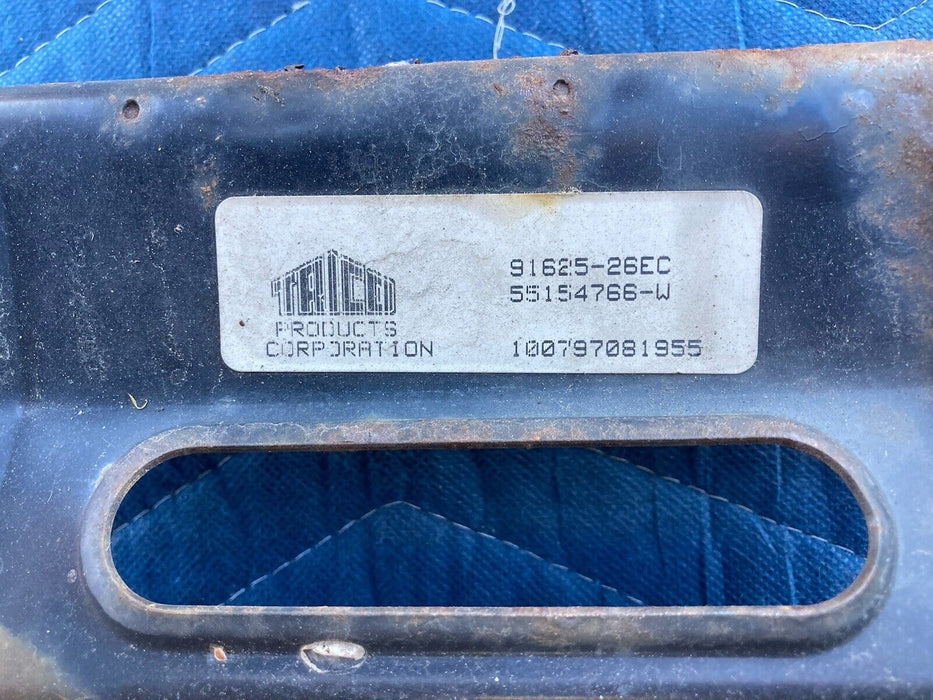 TRICO
PRODUCTS
CORPORATION
91625-26EC
55154766-W
100797081955